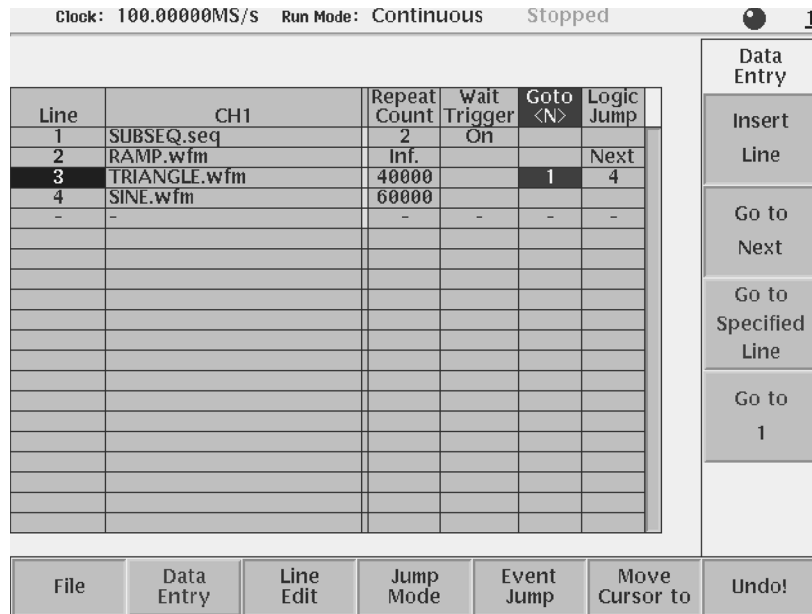 Clock: 100.00000MS/s Run Mode: Continuous Stopped 1
Data Entry
Line CH1 Repeat Count Wait Trigger Goto <N> Logic Jump
1 SUBSEQ.seq 2 On
2 RAMP.wfm Inf. Next
3 TRIANGLE.wfm 40000 1 4
4 SINE.wfm 60000
- - - - - -
Insert Line
Go to Next
Go to Specified Line
Go to 1
File Data Entry Line Edit Jump Mode Event Jump Move Cursor to Undo!